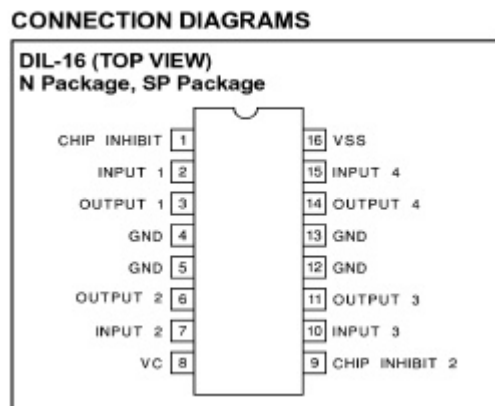 CONNECTION DIAGRAMS
DIL-16 (TOP VIEW)
N Package, SP Package
CHIP INHIBIT 1 16 VSS
INPUT 1 2 15 INPUT 4
OUTPUT 1 3 14 OUTPUT 4
GND 4 13 GND
GND 5 12 GND
OUTPUT 2 6 11 OUTPUT 3
INPUT 2 7 10 INPUT 3
VC 8 9 CHIP INHIBIT 2